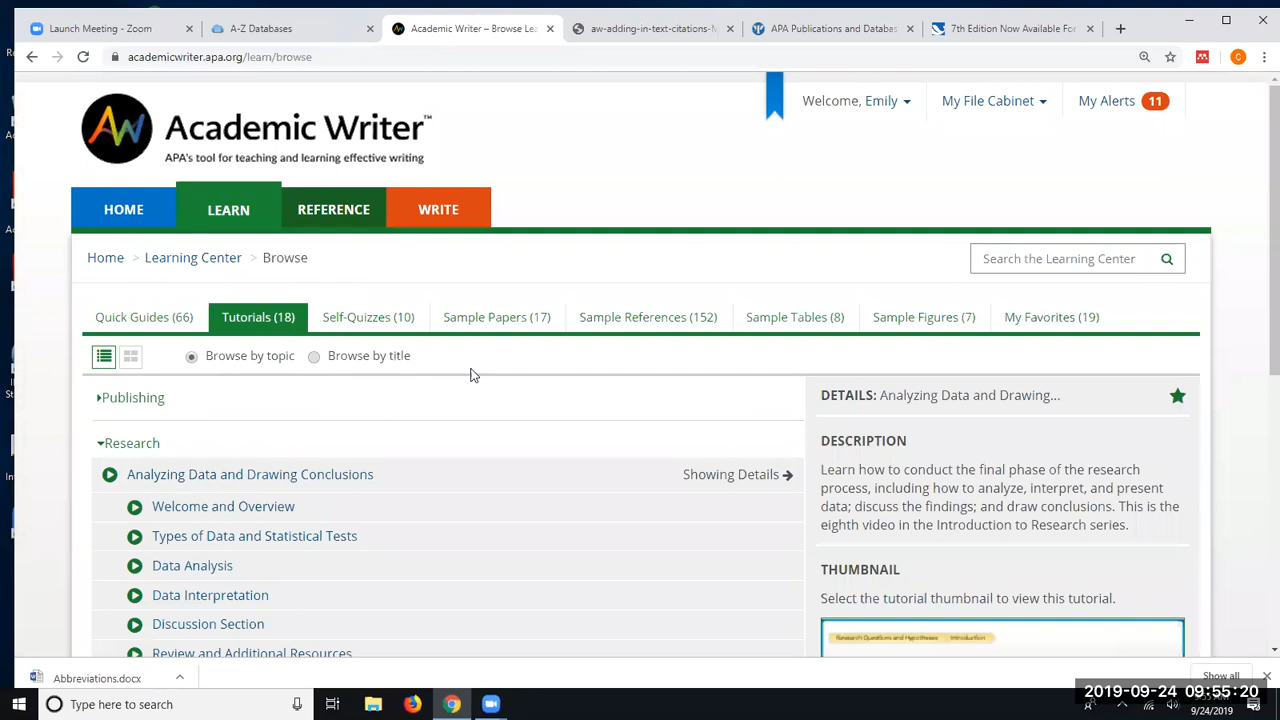 Launch Meeting - Zoom
A-Z Databases
Academic Writer – Browse Le
aw-adding-in-text-citations-
APA Publications and Databas
7th Edition Now Available For
academicwriter.apa.org/learn/browse
AW Academic Writer™
APA's tool for teaching and learning effective writing
Welcome, Emily
My File Cabinet
My Alerts 11
HOME LEARN REFERENCE WRITE
Home > Learning Center > Browse
Search the Learning Center
Quick Guides (66) Tutorials (18) Self-Quizzes (10) Sample Papers (17) Sample References (152) Sample Tables (8) Sample Figures (7) My Favorites (19)
Browse by topic Browse by title
Publishing
Research
Analyzing Data and Drawing Conclusions Showing Details
Welcome and Overview
Types of Data and Statistical Tests
Data Analysis
Data Interpretation
Discussion Section
Review and Additional Resources
DETAILS: Analyzing Data and Drawing...
DESCRIPTION
Learn how to conduct the final phase of the research
process, including how to analyze, interpret, and present
data; discuss the findings; and draw conclusions. This is the
eighth video in the Introduction to Research series.
THUMBNAIL
Select the tutorial thumbnail to view this tutorial.
Research Questions and Hypotheses Introduction
Abbreviations.docx
Show all
Type here to search
2019-09-24 09:55:20
9/24/2019